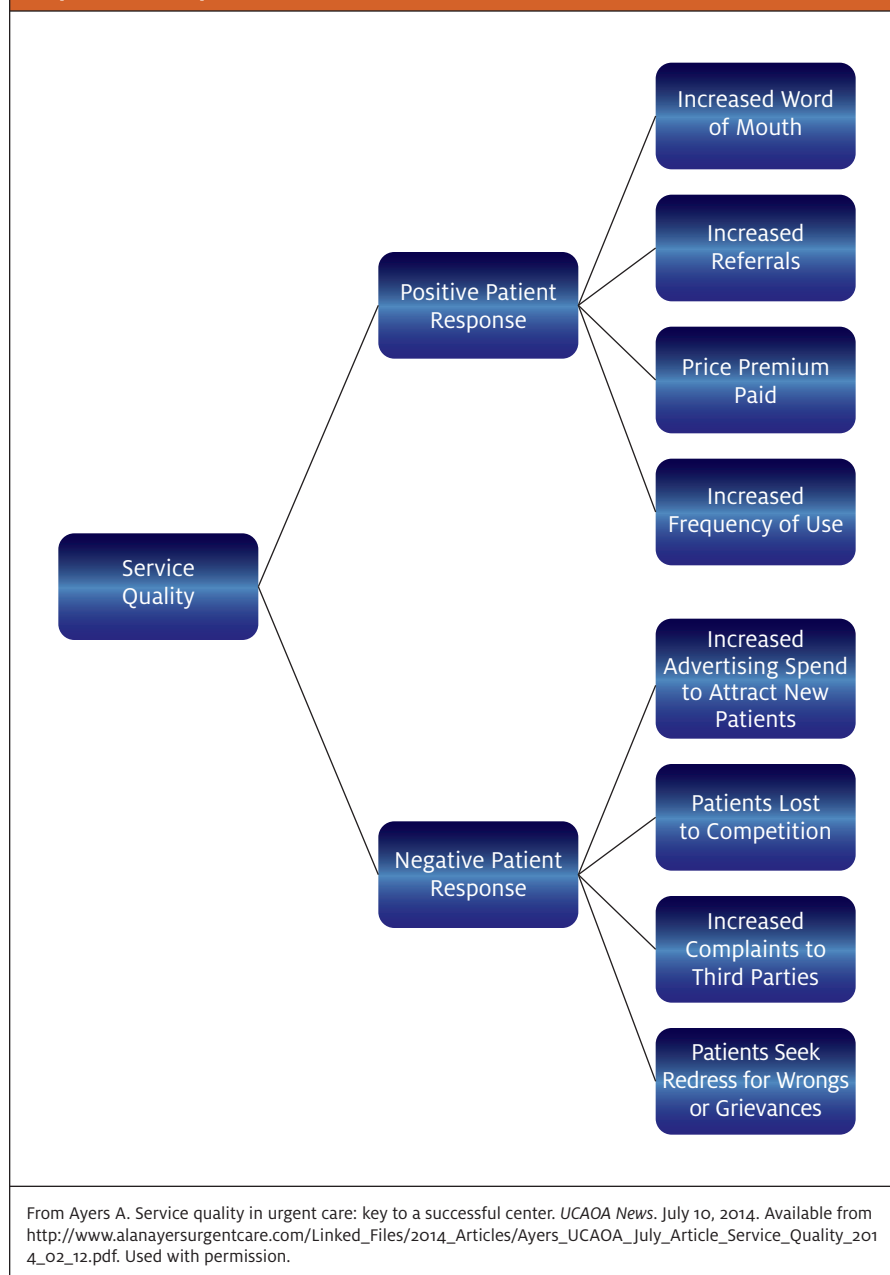 Increased Word
of Mouth
Increased
Referrals
Positive Patient
Response
Price Premium
Paid
Increased
Frequency of Use
Service
Quality
Increased
Advertising Spend
to Attract New
Patients
Patients Lost
to Competition
Negative Patient
Response
Increased
Complaints to
Third Parties
Patients Seek
Redress for Wrongs
or Grievances
From Ayers A. Service quality in urgent care: key to a successful center. UCAOA News. July 10, 2014. Available from
http://www.alanayersurgentcare.com/Linked_Files/2014_Articles/Ayers_UCAOA_July_Article_Service_Quality_201
4_02_12.pdf. Used with permission.